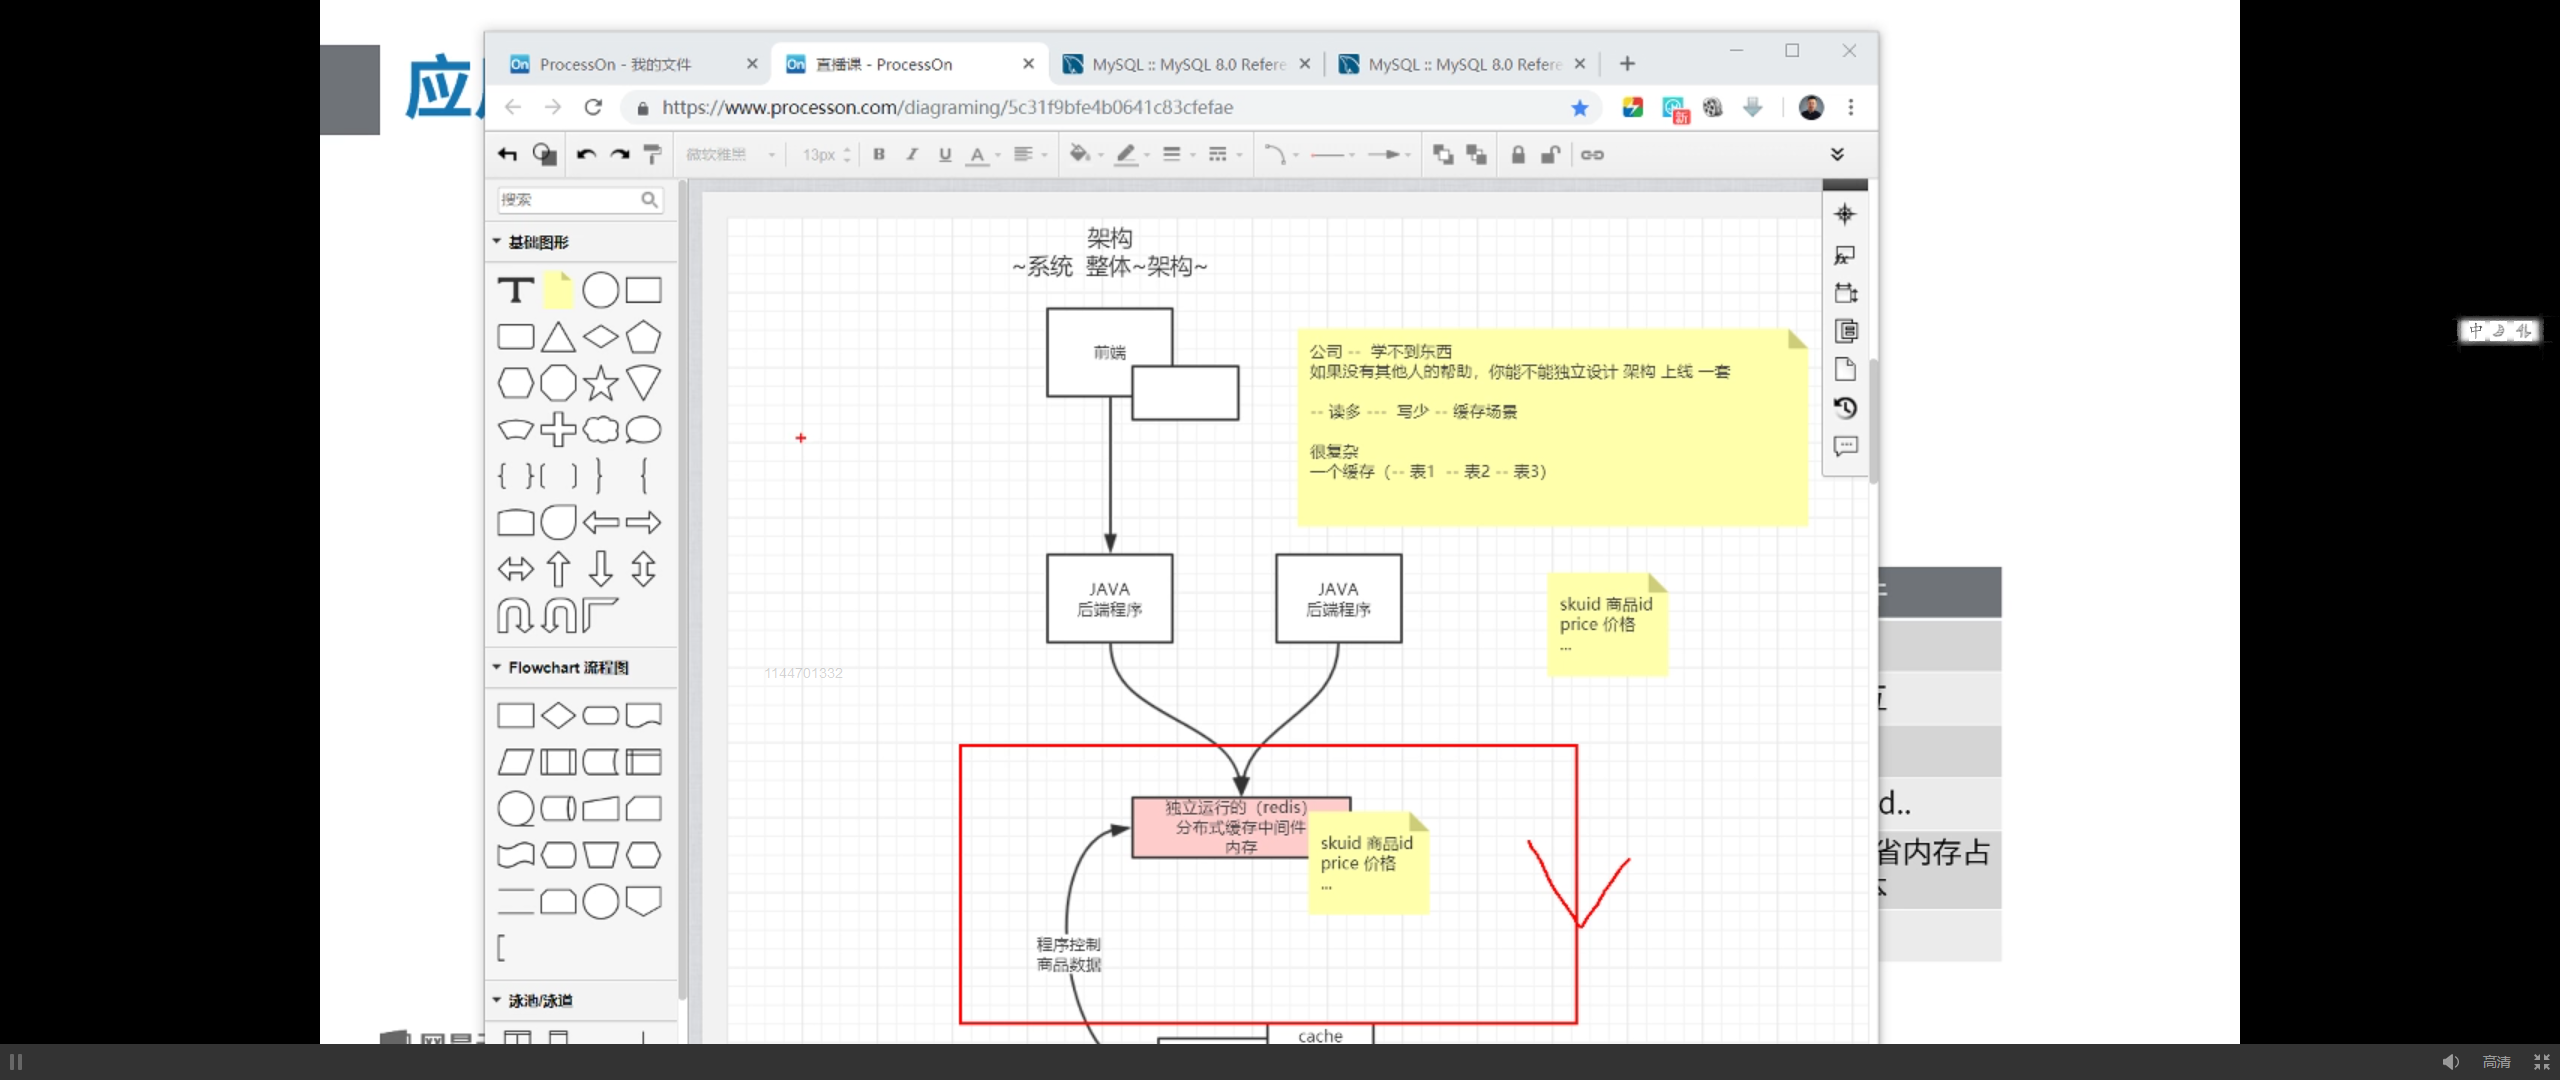 应
ProcessOn - 我的文件
直播课 - ProcessOn
MySQL :: MySQL 8.0 Refere
MySQL :: MySQL 8.0 Refere
https://www.processon.com/diagraming/5c31f9bfe4b0641c83cfefae
新
微软雅黑
13px
B I U A
搜索
基础图形
Flowchart 流程图
泳池/泳道
架构
~系统 整体~架构~
前端
公司 -- 学不到东西
如果没有其他人的帮助，你能不能独立设计 架构 上线 一套
-- 读多 --- 写少 -- 缓存场景
很复杂
一个缓存（-- 表1 -- 表2 -- 表3）
JAVA
后端程序
JAVA
后端程序
skuid 商品id
price 价格
...
1144701332
独立运行的（redis）
分布式缓存中间件
内存
skuid 商品id
price 价格
...
程序控制
商品数据
cache
d..
省内存占
中
高清